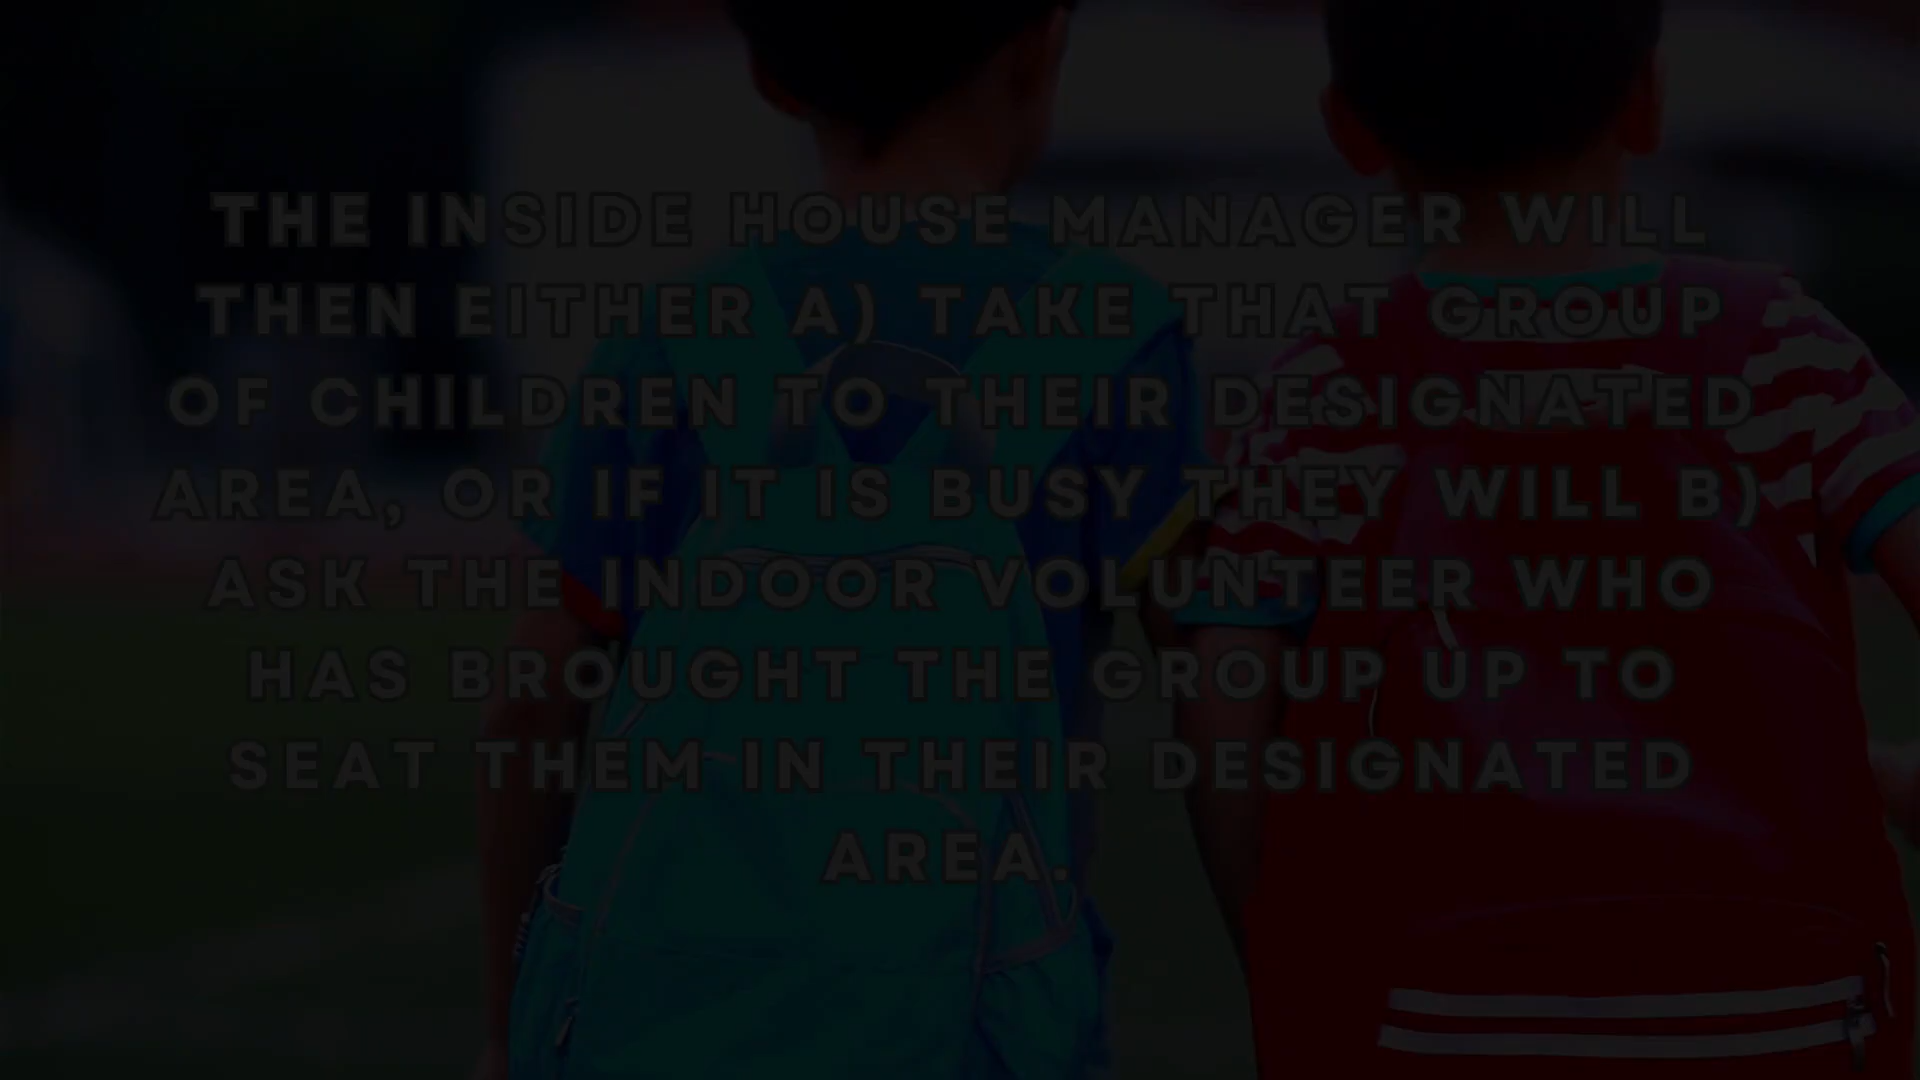 THE INSIDE HOUSE MANAGER WILL
THEN EITHER A) TAKE THAT GROUP
OF CHILDREN TO THEIR DESIGNATED
AREA, OR IF IT IS BUSY THEY WILL B)
ASK THE INDOOR VOLUNTEER WHO
HAS BROUGHT THE GROUP UP TO
SEAT THEM IN THEIR DESIGNATED
AREA.